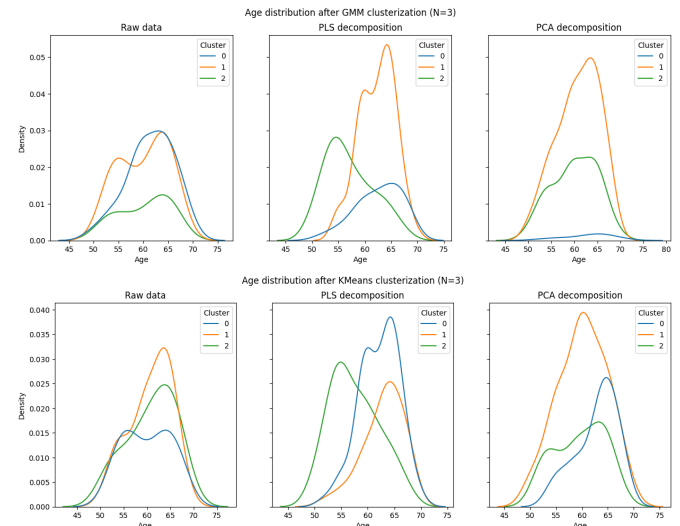 Age distribution after GMM clusterization (N=3)
Raw data
PLS decomposition
PCA decomposition
Density
0.05
0.04
0.03
0.02
0.01
0.00
Cluster
0
1
2
Cluster
0
1
2
Cluster
0
1
2
45 50 55 60 65 70 75
45 50 55 60 65 70 75
45 50 55 60 65 70 75 80
Age
Age
Age
Age distribution after KMeans clusterization (N=3)
Raw data
PLS decomposition
PCA decomposition
Density
0.040
0.035
0.030
0.025
0.020
0.015
0.010
0.005
0.000
Cluster
0
1
2
Cluster
0
1
2
Cluster
0
1
2
45 50 55 60 65 70 75
45 50 55 60 65 70 75
45 50 55 60 65 70 75
Age
Age
Age